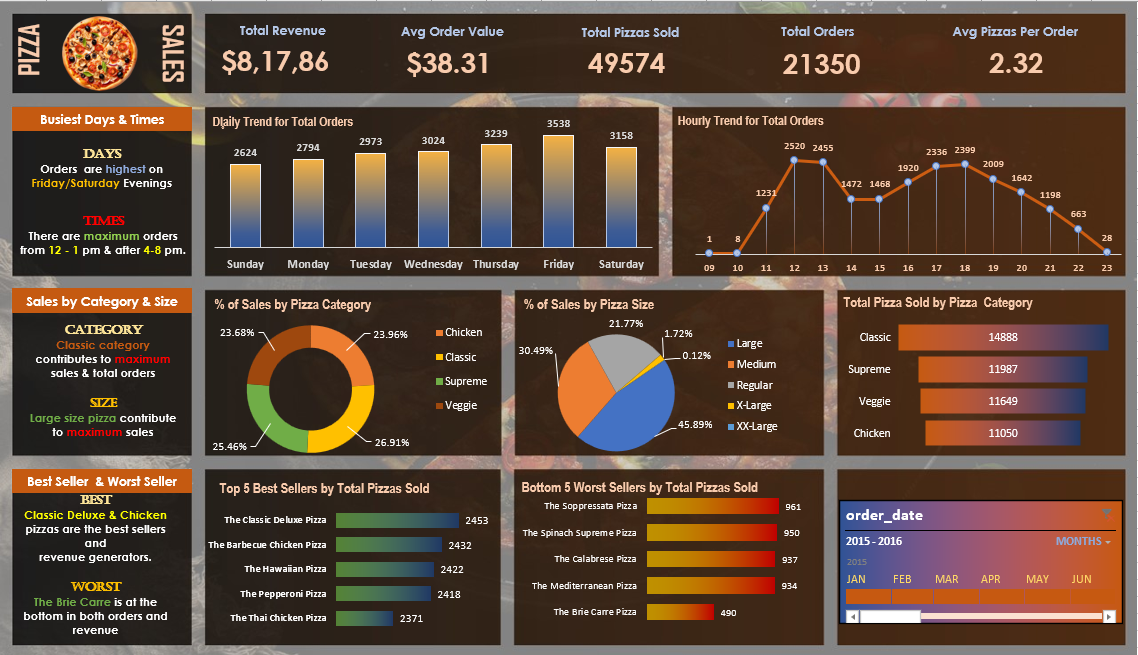 PIZZA
SALES
Total Revenue
$8,17,86
Avg Order Value
$38.31
Total Pizzas Sold
49574
Total Orders
21350
Avg Pizzas Per Order
2.32
Busiest Days & Times
DAYS
Orders are highest on
Friday/Saturday Evenings
TIMES
There are maximum orders
from 12 - 1 pm & after 4-8 pm.
Daily Trend for Total Orders
2624
2794
2973
3024
3239
3538
3158
Sunday
Monday
Tuesday
Wednesday
Thursday
Friday
Saturday
Hourly Trend for Total Orders
1
8
1231
2520
2455
1472
1468
1920
2336
2399
2009
1642
1198
663
28
09
10
11
12
13
14
15
16
17
18
19
20
21
22
23
Sales by Category & Size
CATEGORY
Classic category
contributes to maximum
sales & total orders
SIZE
Large size pizza contribute
to maximum sales
% of Sales by Pizza Category
23.68%
23.96%
25.46%
26.91%
Chicken
Classic
Supreme
Veggie
% of Sales by Pizza Size
21.77%
1.72%
0.12%
30.49%
45.89%
Large
Medium
Regular
X-Large
XX-Large
Total Pizza Sold by Pizza Category
Classic 14888
Supreme 11987
Veggie 11649
Chicken 11050
Best Seller & Worst Seller
BEST
Classic Deluxe & Chicken
pizzas are the best sellers
and
revenue generators.
WORST
The Brie Carre is at the
bottom in both orders and
revenue
Top 5 Best Sellers by Total Pizzas Sold
The Classic Deluxe Pizza 2453
The Barbecue Chicken Pizza 2432
The Hawaiian Pizza 2422
The Pepperoni Pizza 2418
The Thai Chicken Pizza 2371
Bottom 5 Worst Sellers by Total Pizzas Sold
The Soppressata Pizza 961
The Spinach Supreme Pizza 950
The Calabrese Pizza 937
The Mediterranean Pizza 934
The Brie Carre Pizza 490
order_date
2015 - 2016 MONTHS
2015
JAN FEB MAR APR MAY JUN